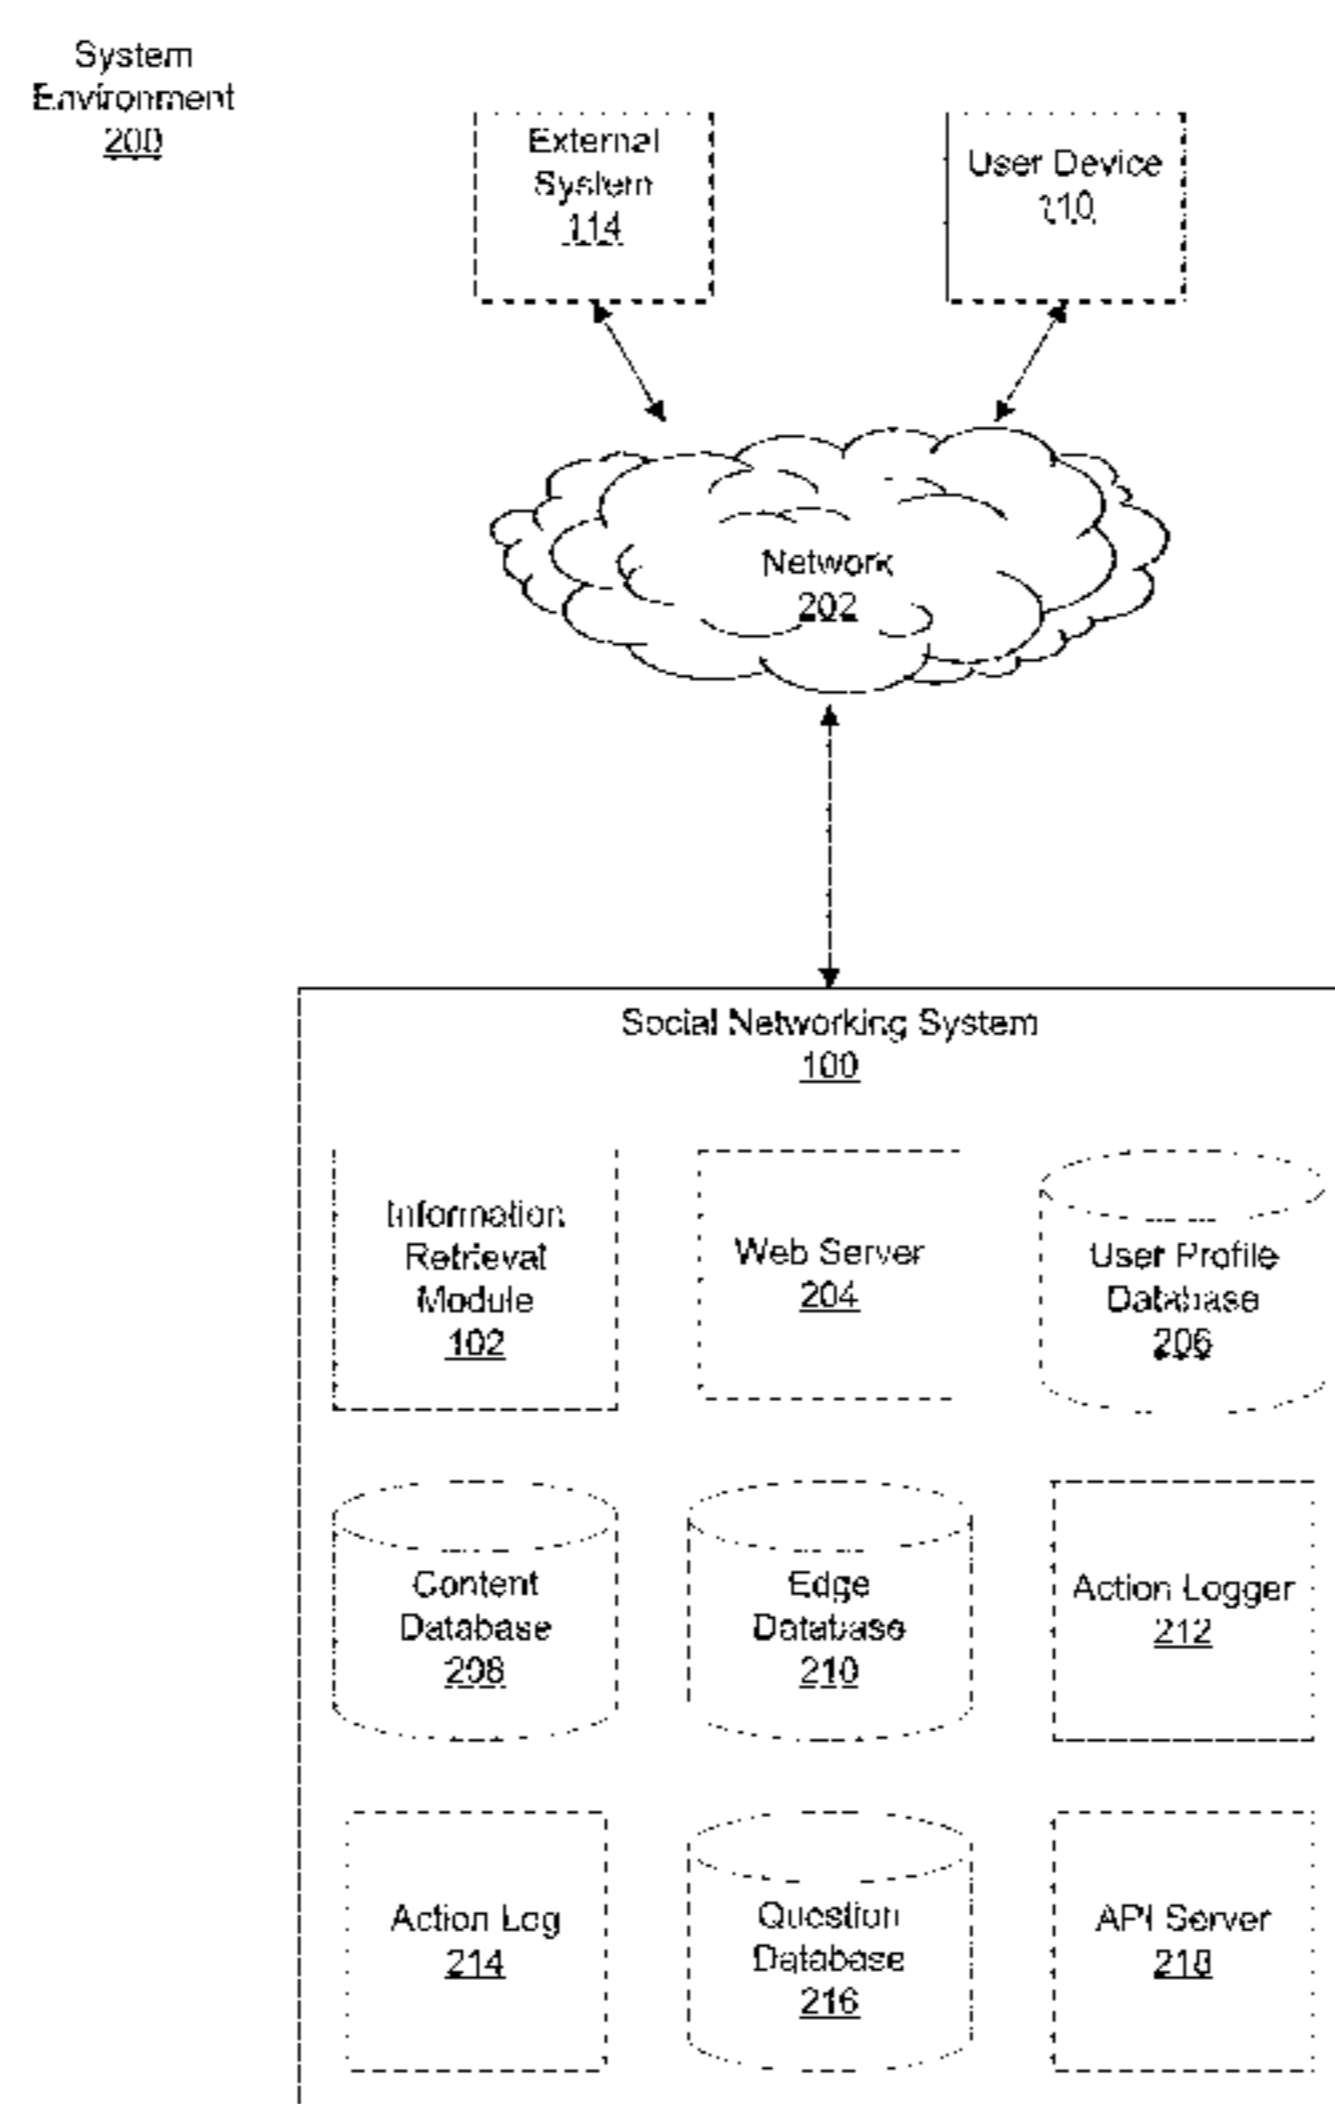 System
Environment
200
External
System
114
User Device
110
Network
202
Social Networking System
100
Information
Retrieval
Module
102
Web Server
204
User Profile
Database
206
Content
Database
208
Edge
Database
210
Action Logger
212
Action Log
214
Question
Database
216
API Server
218